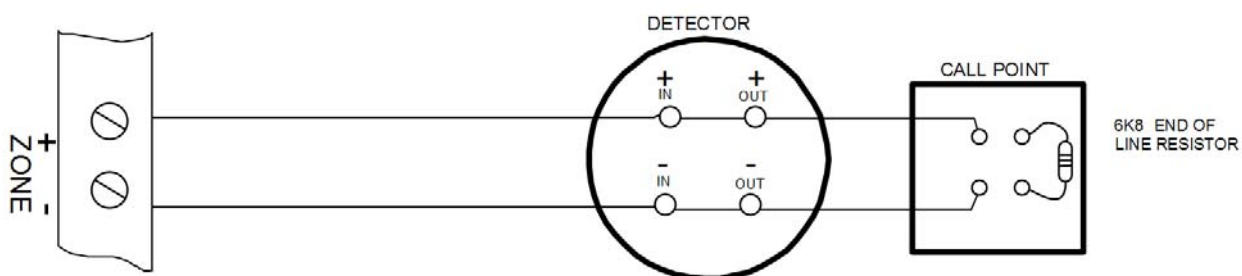 DETECTOR
+ +
IN OUT
- -
IN OUT
CALL POINT
6K8 END OF
LINE RESISTOR
+
ZONE
-